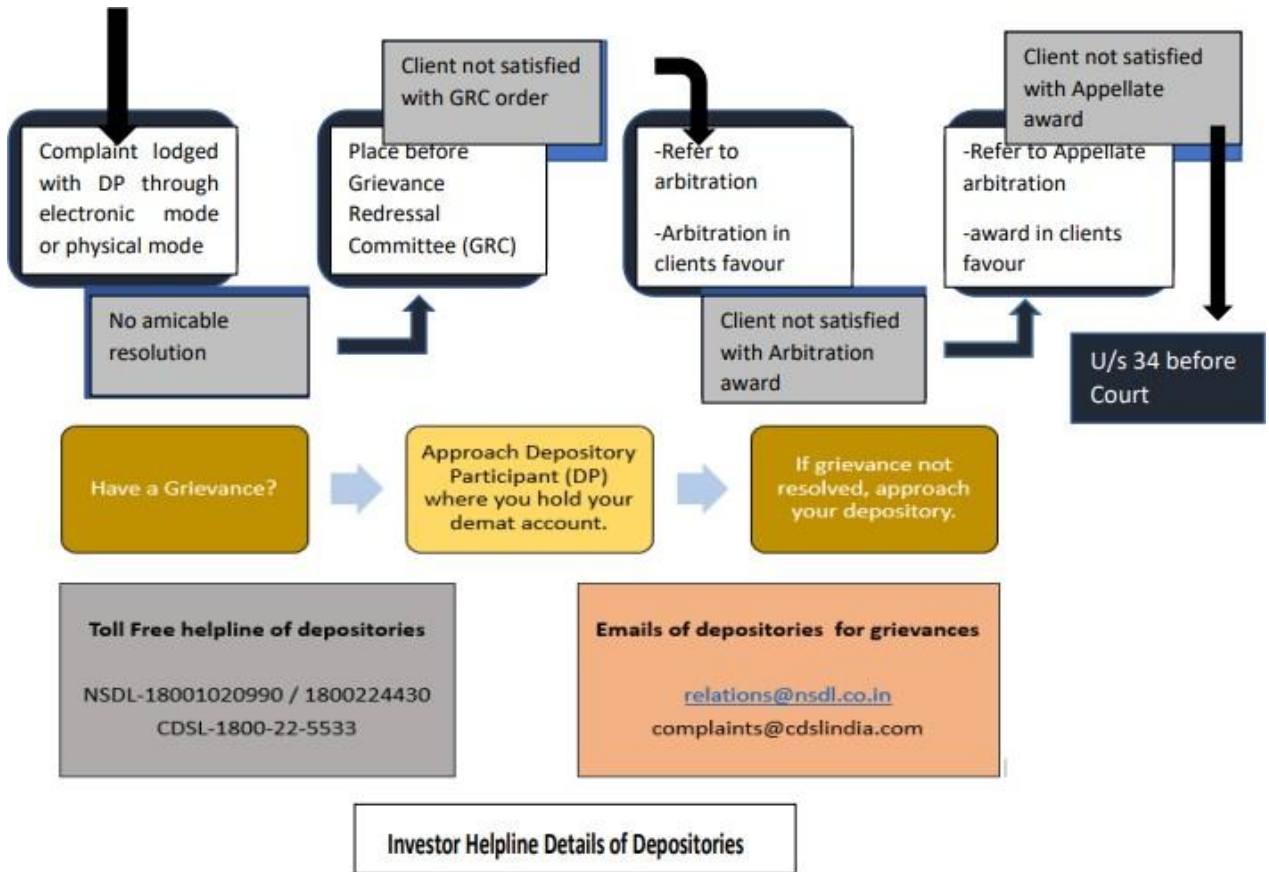 Complaint lodged
with DP through
electronic mode
or physical mode
No amicable
resolution
Place before
Grievance
Redressal
Committee (GRC)
Client not satisfied
with GRC order
-Refer to
arbitration
-Arbitration in
clients favour
Client not satisfied
with Arbitration
award
-Refer to Appellate
arbitration
-award in clients
favour
Client not satisfied
with Appellate
award
U/s 34 before
Court
Have a Grievance?
Approach Depository
Participant (DP)
where you hold your
demat account.
If grievance not
resolved, approach
your depository.
Toll Free helpline of depositories
NSDL-18001020990 / 1800224430
CDSL-1800-22-5533
Emails of depositories for grievances
relations@nsdl.co.in
complaints@cdslindia.com
Investor Helpline Details of Depositories